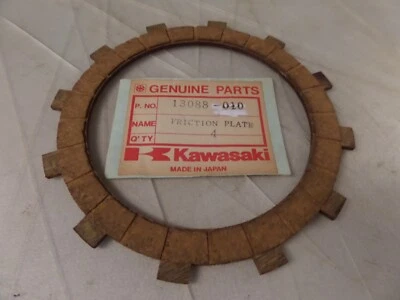 GENUINE PARTS
P. NO. 13088-010
NAME FRICTION PLATE
Q'TY 4
Kawasaki
MADE IN JAPAN